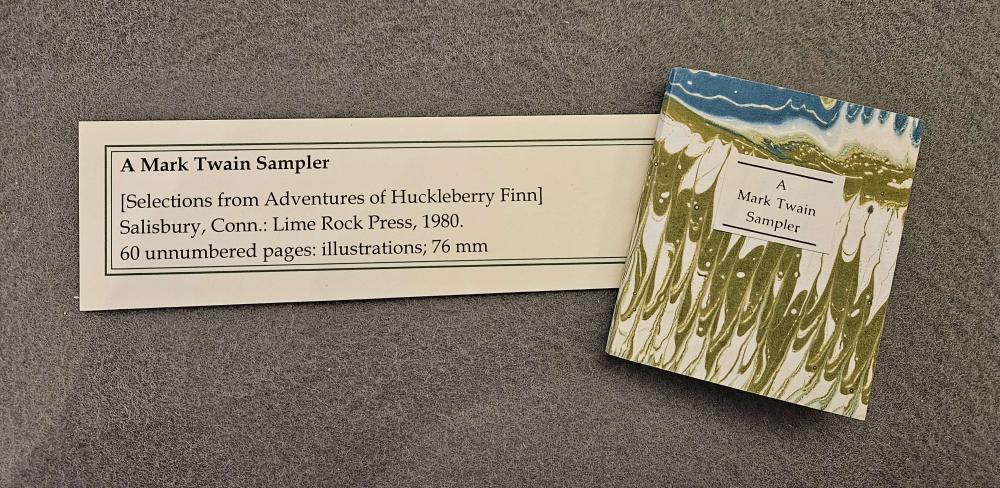 A Mark Twain Sampler
[Selections from Adventures of Huckleberry Finn]
Salisbury, Conn.: Lime Rock Press, 1980.
60 unnumbered pages: illustrations; 76 mm
A
Mark Twain
Sampler